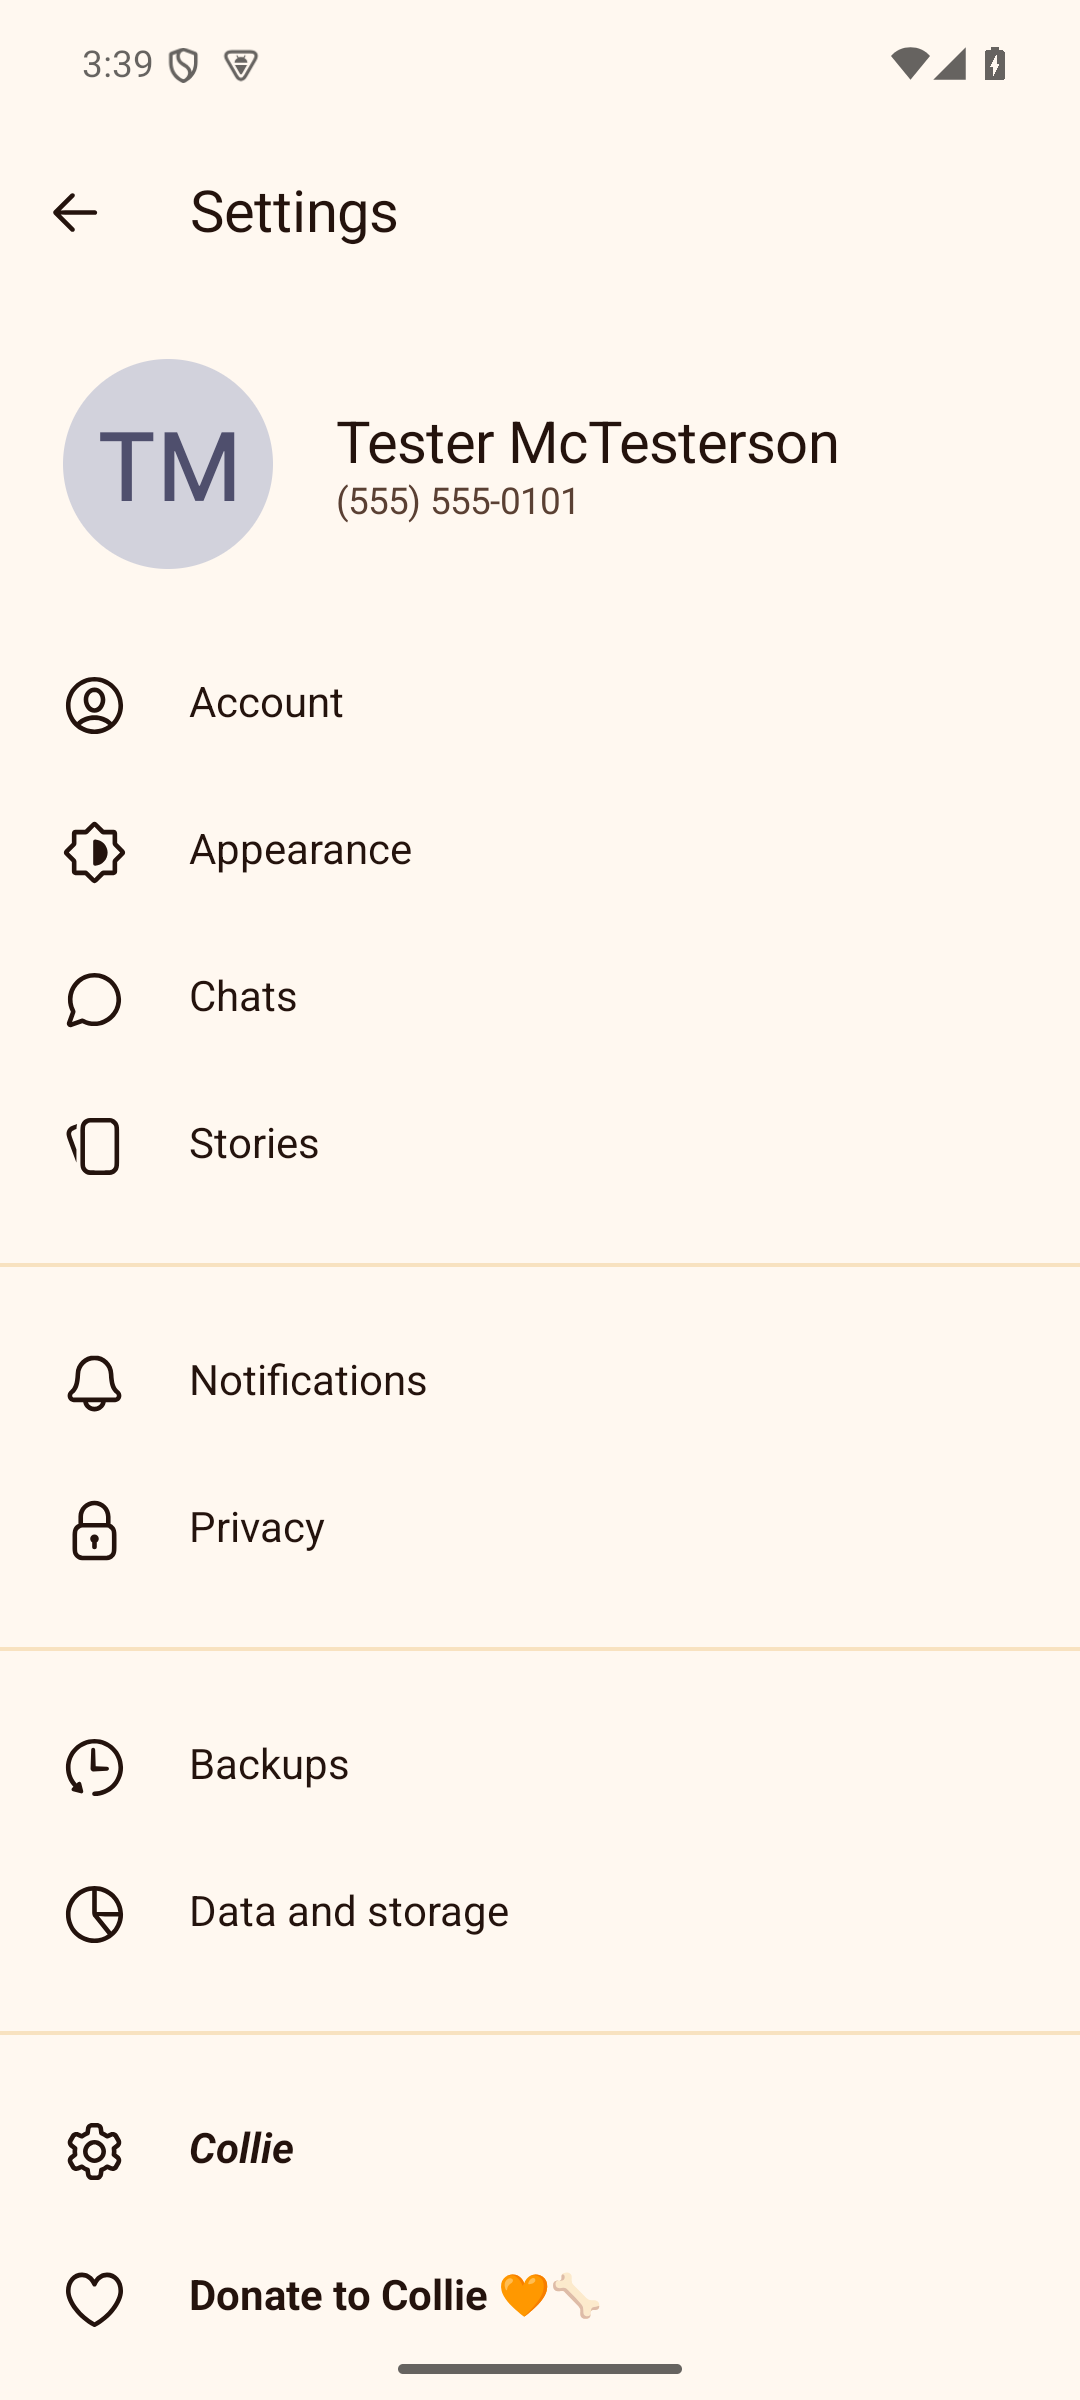 3:39
Settings
TM
Tester McTesterson
(555) 555-0101
Account
Appearance
Chats
Stories
Notifications
Privacy
Backups
Data and storage
Collie
Donate to Collie 🧡🦴